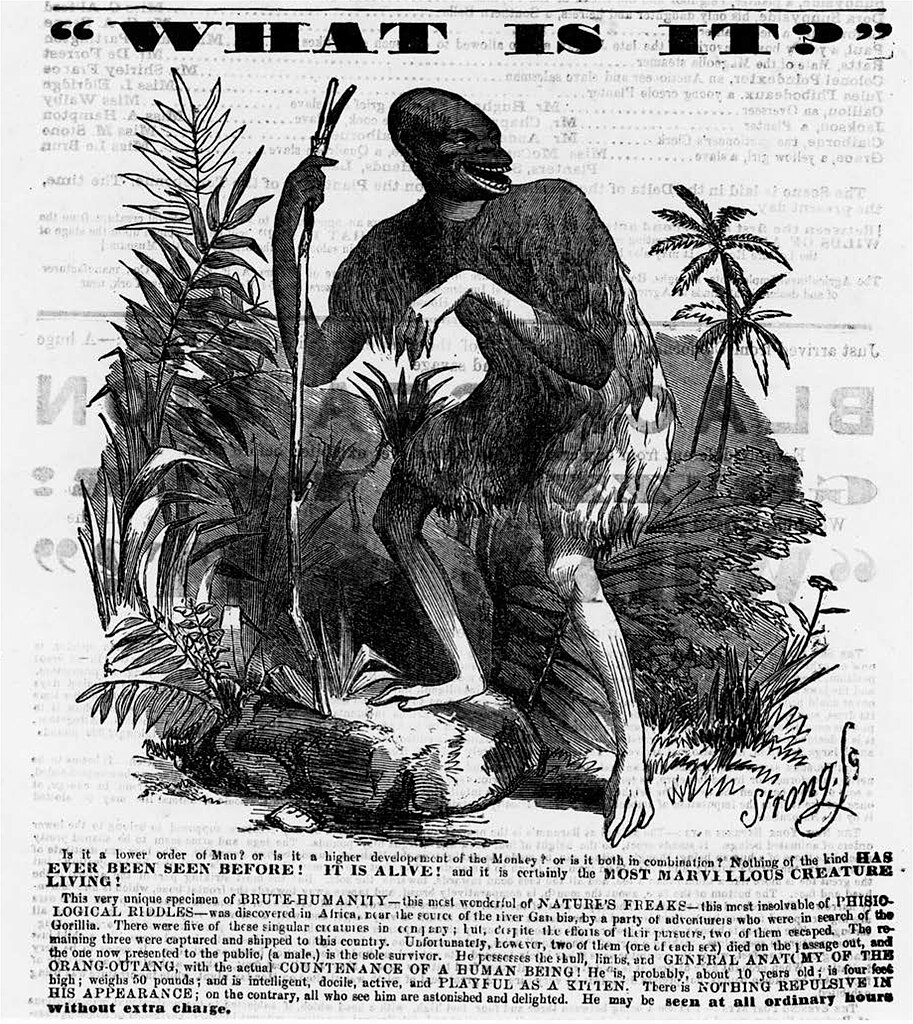 "WHAT IS IT?"
Strong. Sc
Is it a lower order of Man? or is it a higher developement of the Monkey? or is it both in combination? Nothing of the kind HAS
EVER BEEN SEEN BEFORE! IT IS ALIVE! and it is certainly the MOST MARVILLOUS CREATURE
LIVING!
This very unique specimen of BRUTE-HUMANITY—this most wonderful of NATURE'S FREAKS—this most insolvable of PHISIO-
LOGICAL RIDDLES—was discovered in Africa, near the source of the river Gambia, by a party of adventurers who were in search of the
Gorillia. There were five of these singular creatures in company; but, despite the efforts of their pursuers, two of them escaped. The re-
maining three were captured and shipped to this country. Unfortunately, however, two of them (one of each sex) died on the passage out, and
the one now presented to the public, (a male,) is the sole survivor. He possesses the skull, limbs, and GENERAL ANATOMY OF THE
ORANG-OUTANG, with the actual COUNTENANCE OF A HUMAN BEING! He is, probably, about 10 years old; is four feet
high; weighs 50 pounds; and is intelligent, docile, active, and PLAYFUL AS A KITTEN. There is NOTHING REPULSIVE IN
HIS APPEARANCE; on the contrary, all who see him are astonished and delighted. He may be seen at all ordinary hours
without extra charge.